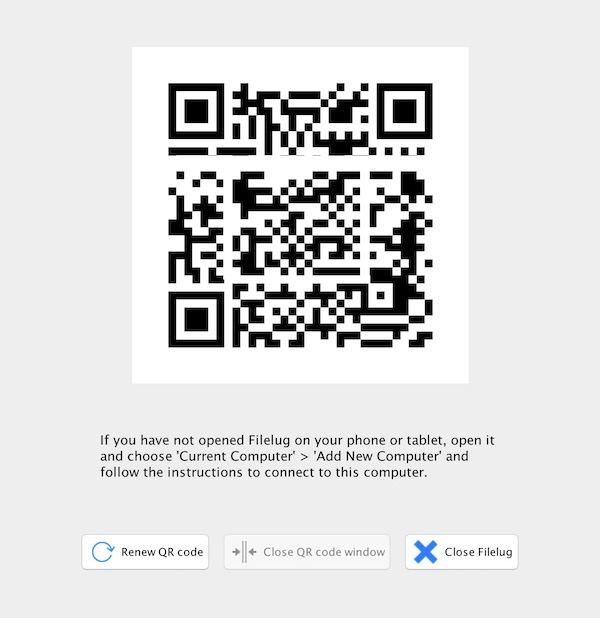 If you have not opened Filelug on your phone or tablet, open it
and choose 'Current Computer' > 'Add New Computer' and
follow the instructions to connect to this computer.
Renew QR code
Close QR code window
Close Filelug